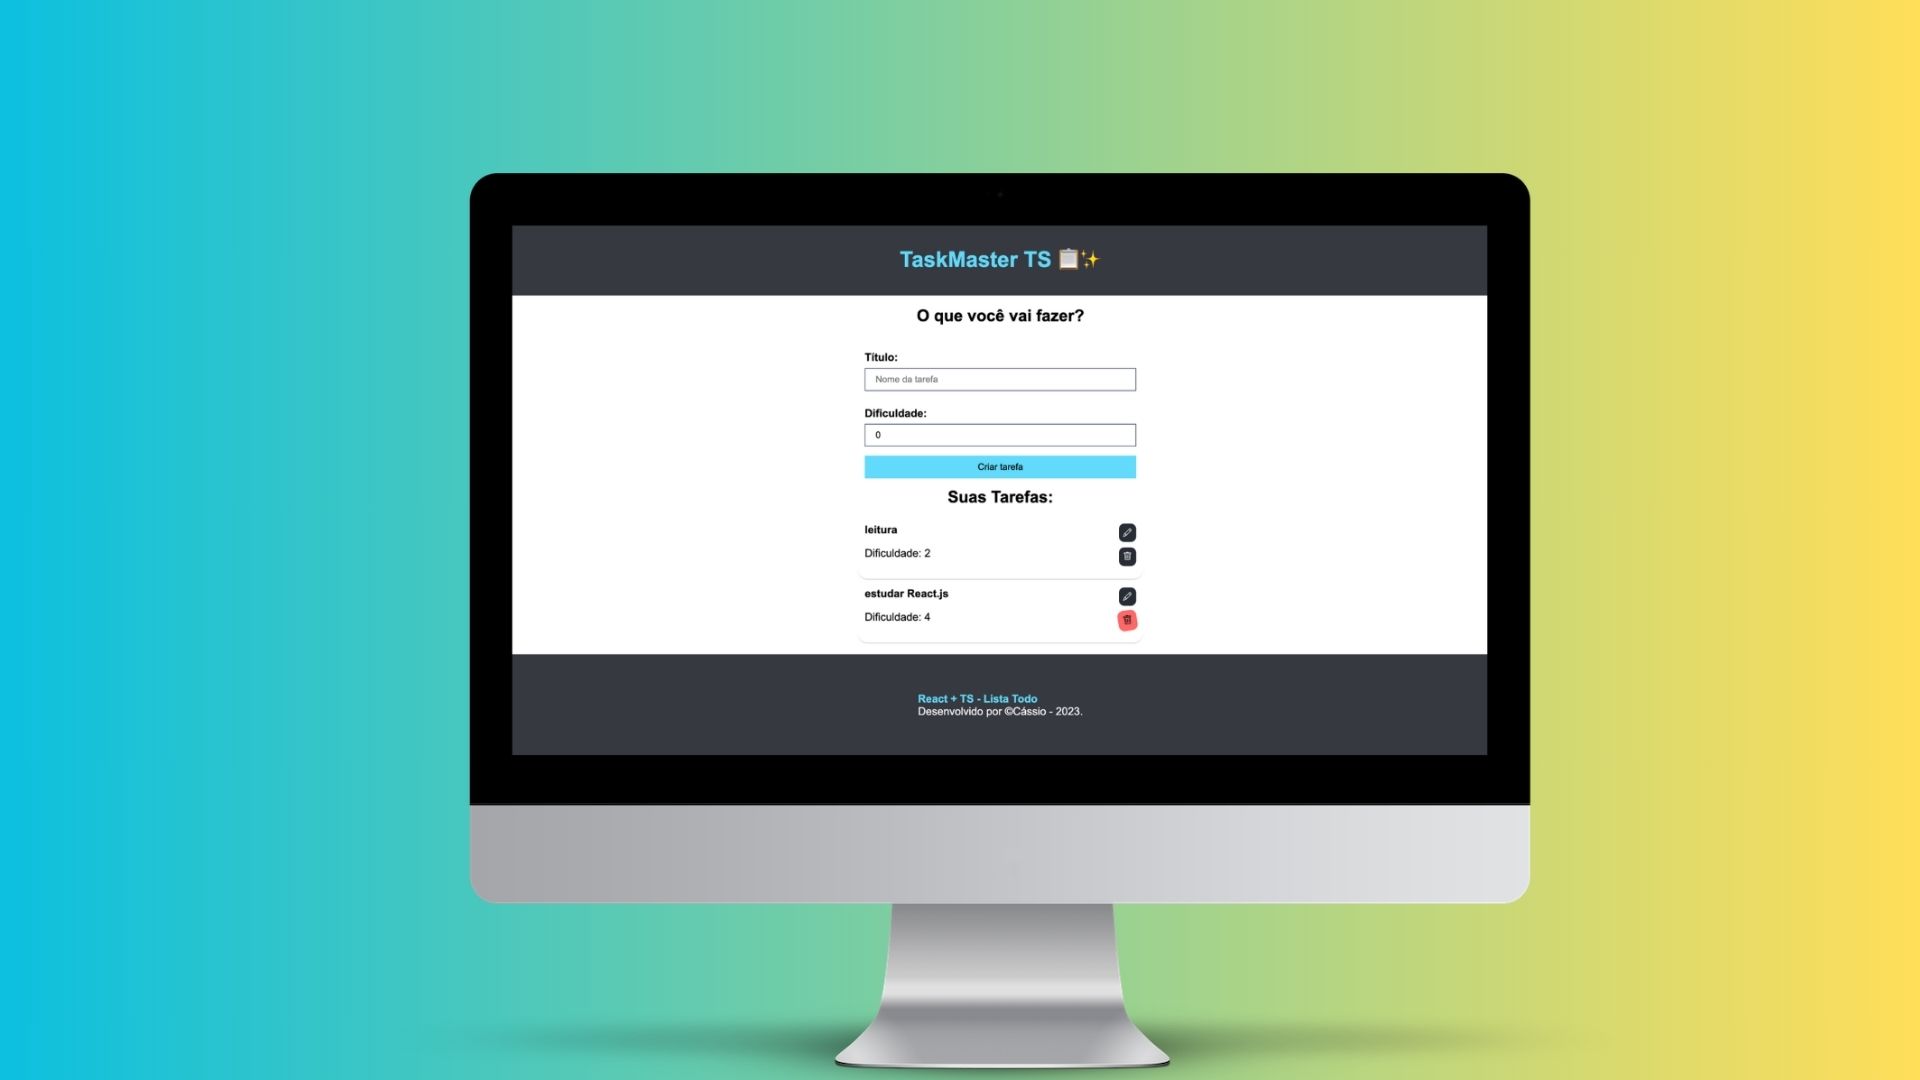 TaskMaster TS 📋✨
O que você vai fazer?
Título:
Nome da tarefa
Dificuldade:
0
Criar tarefa
Suas Tarefas:
leitura
Dificuldade: 2
estudar React.js
Dificuldade: 4
React + TS - Lista Todo
Desenvolvido por ©Cássio - 2023.